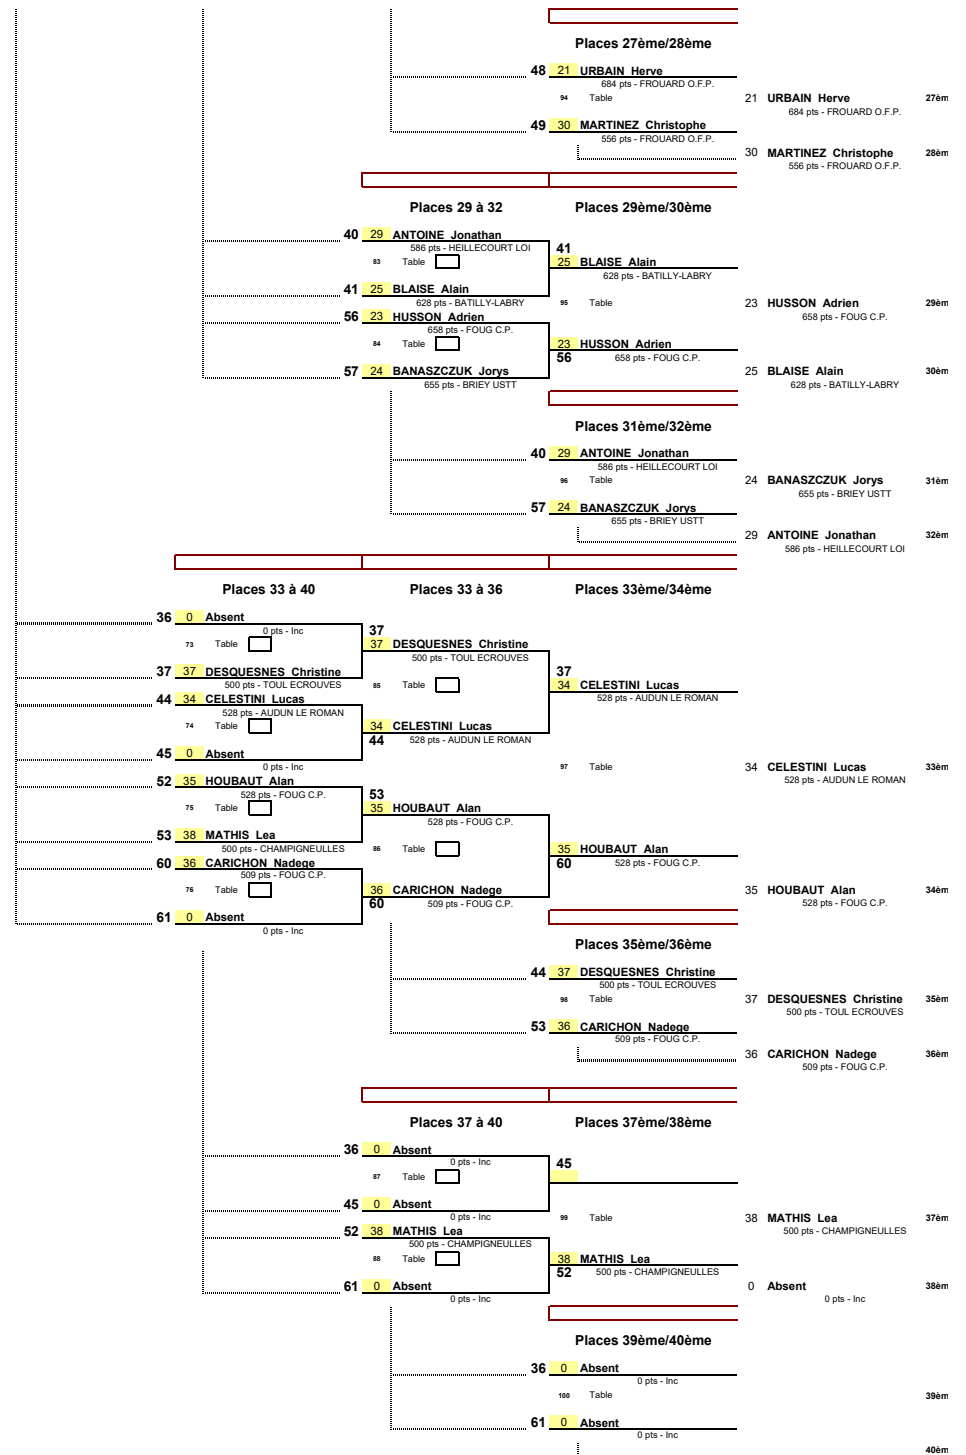 Places 27ème/28ème
48 21 URBAIN Herve
684 pts - FROUARD O.F.P.
94 Table
21 URBAIN Herve 27èm
684 pts - FROUARD O.F.P.
49 30 MARTINEZ Christophe
556 pts - FROUARD O.F.P.
30 MARTINEZ Christophe 28èm
556 pts - FROUARD O.F.P.
Places 29 à 32 Places 29ème/30ème
40 29 ANTOINE Jonathan
586 pts - HEILLECOURT LOI
41
83 Table
25 BLAISE Alain
628 pts - BATILLY-LABRY
41 25 BLAISE Alain
628 pts - BATILLY-LABRY
95 Table
23 HUSSON Adrien 29èm
658 pts - FOUG C.P.
56 23 HUSSON Adrien
658 pts - FOUG C.P.
84 Table
23 HUSSON Adrien
56 658 pts - FOUG C.P.
57 24 BANASZCZUK Jorys
655 pts - BRIEY USTT
25 BLAISE Alain 30èm
628 pts - BATILLY-LABRY
Places 31ème/32ème
40 29 ANTOINE Jonathan
586 pts - HEILLECOURT LOI
96 Table
24 BANASZCZUK Jorys 31èm
655 pts - BRIEY USTT
57 24 BANASZCZUK Jorys
655 pts - BRIEY USTT
29 ANTOINE Jonathan 32èm
586 pts - HEILLECOURT LOI
Places 33 à 40 Places 33 à 36 Places 33ème/34ème
36 0 Absent
0 pts - Inc
37
73 Table
37 DESQUESNES Christine
500 pts - TOUL ECROUVES
37 37 DESQUESNES Christine
500 pts - TOUL ECROUVES
37
85 Table
34 CELESTINI Lucas
528 pts - AUDUN LE ROMAN
44 34 CELESTINI Lucas
528 pts - AUDUN LE ROMAN
74 Table
34 CELESTINI Lucas
44 528 pts - AUDUN LE ROMAN
45 0 Absent
0 pts - Inc
97 Table
34 CELESTINI Lucas 33èm
528 pts - AUDUN LE ROMAN
52 35 HOUBAUT Alan
528 pts - FOUG C.P.
53
75 Table
35 HOUBAUT Alan
528 pts - FOUG C.P.
53 38 MATHIS Lea
500 pts - CHAMPIGNEULLES
86 Table
35 HOUBAUT Alan
60 528 pts - FOUG C.P.
60 36 CARICHON Nadege
509 pts - FOUG C.P.
76 Table
36 CARICHON Nadege
60 509 pts - FOUG C.P.
35 HOUBAUT Alan 34èm
528 pts - FOUG C.P.
61 0 Absent
0 pts - Inc
Places 35ème/36ème
44 37 DESQUESNES Christine
500 pts - TOUL ECROUVES
98 Table
37 DESQUESNES Christine 35èm
500 pts - TOUL ECROUVES
53 36 CARICHON Nadege
509 pts - FOUG C.P.
36 CARICHON Nadege 36èm
509 pts - FOUG C.P.
Places 37 à 40 Places 37ème/38ème
36 0 Absent
0 pts - Inc
45
87 Table
45 0 Absent
0 pts - Inc
99 Table
38 MATHIS Lea 37èm
500 pts - CHAMPIGNEULLES
52 38 MATHIS Lea
500 pts - CHAMPIGNEULLES
88 Table
38 MATHIS Lea
52 500 pts - CHAMPIGNEULLES
61 0 Absent
0 pts - Inc
0 Absent 38èm
0 pts - Inc
Places 39ème/40ème
36 0 Absent
0 pts - Inc
100 Table 39èm
61 0 Absent
0 pts - Inc
40èm